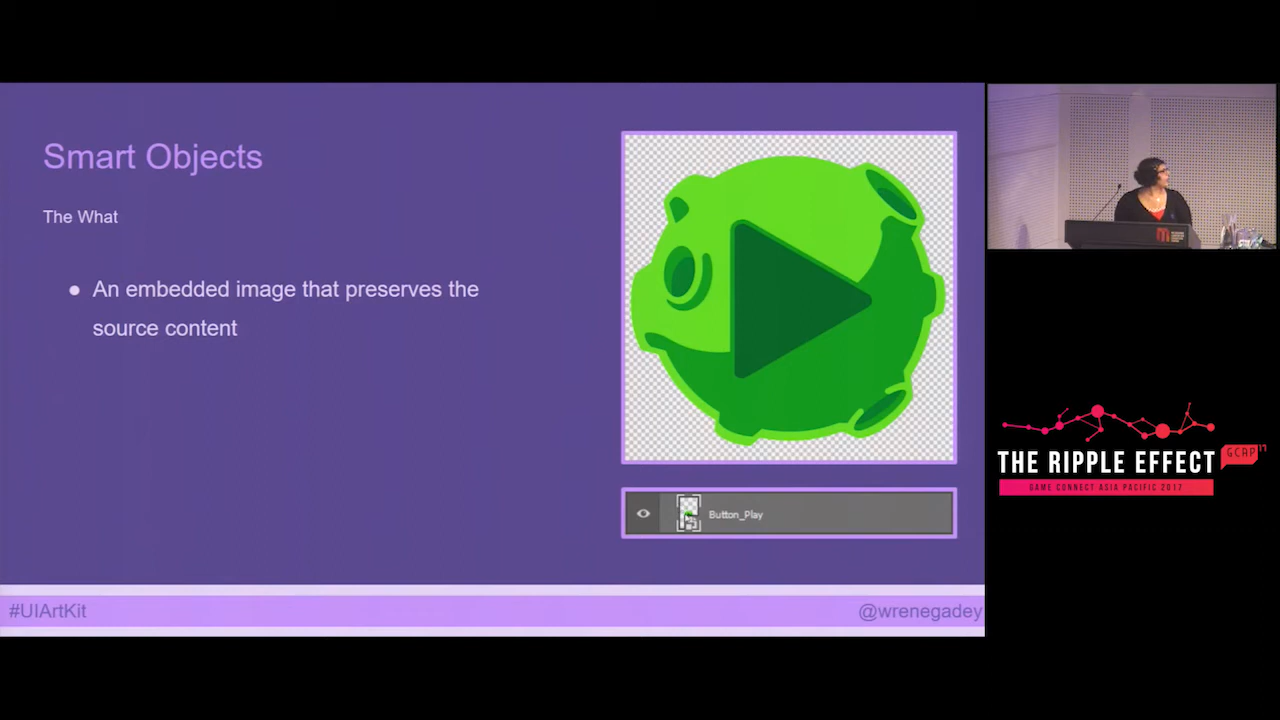 Smart Objects
The What
● An embedded image that preserves the
source content
Button_Play
#UIArtKit
@wrenegadey
THE RIPPLE EFFECT
GCAP 17
GAME CONNECT ASIA PACIFIC 2017